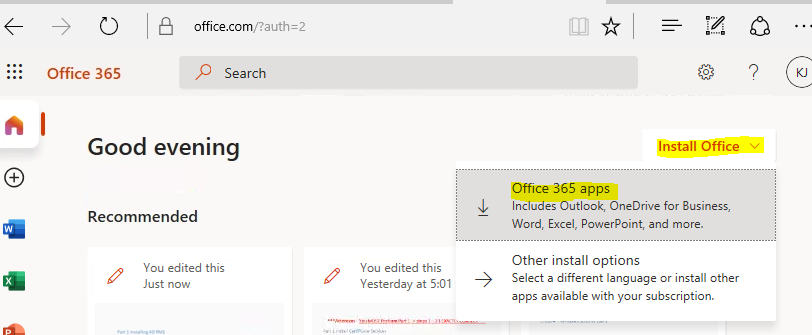 office.com/?auth=2
Office 365
Search
?
KJ
Good evening
Install Office
Office 365 apps
Includes Outlook, OneDrive for Business,
Word, Excel, PowerPoint, and more.
Recommended
Other install options
Select a different language or install other
apps available with your subscription.
You edited this
Just now
You edited this
Yesterday at 5:01
W
X
P